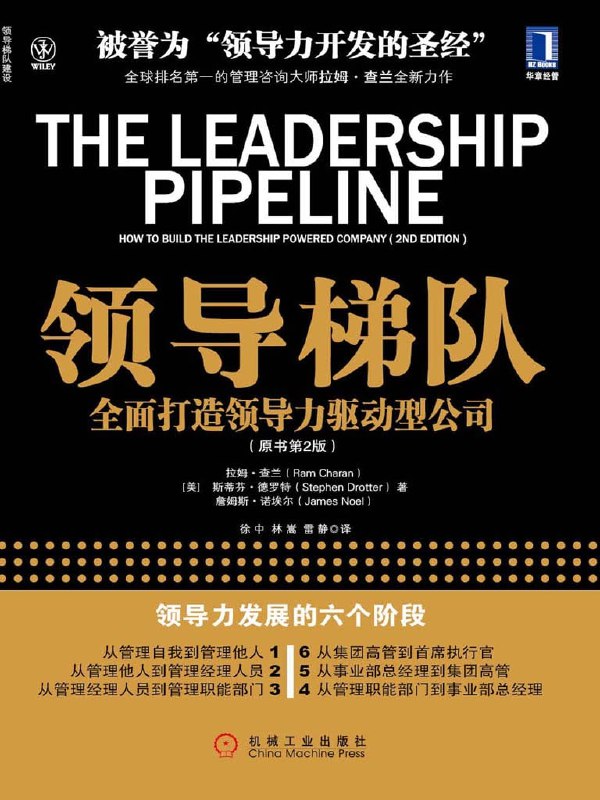 领导梯队建设
WILEY
被誉为“领导力开发的圣经”
全球排名第一的管理咨询大师拉姆·查兰全新力作
HZ Books
华章经管
THE LEADERSHIP
PIPELINE
HOW TO BUILD THE LEADERSHIP POWERED COMPANY ( 2ND EDITION )
领导梯队
全面打造领导力驱动型公司
(原书第2版)
拉姆·查兰(Ram Charan)
[美] 斯蒂芬·德罗特(Stephen Drotter) 著
詹姆斯·诺埃尔(James Noel)
徐中 林嵩 雷静◎译
领导力发展的六个阶段
从管理自我到管理他人 1
从管理他人到管理经理人员 2
从管理经理人员到管理职能部门 3
6 从集团高管到首席执行官
5 从事业部总经理到集团高管
4 从管理职能部门到事业部总经理
机械工业出版社
China Machine Press